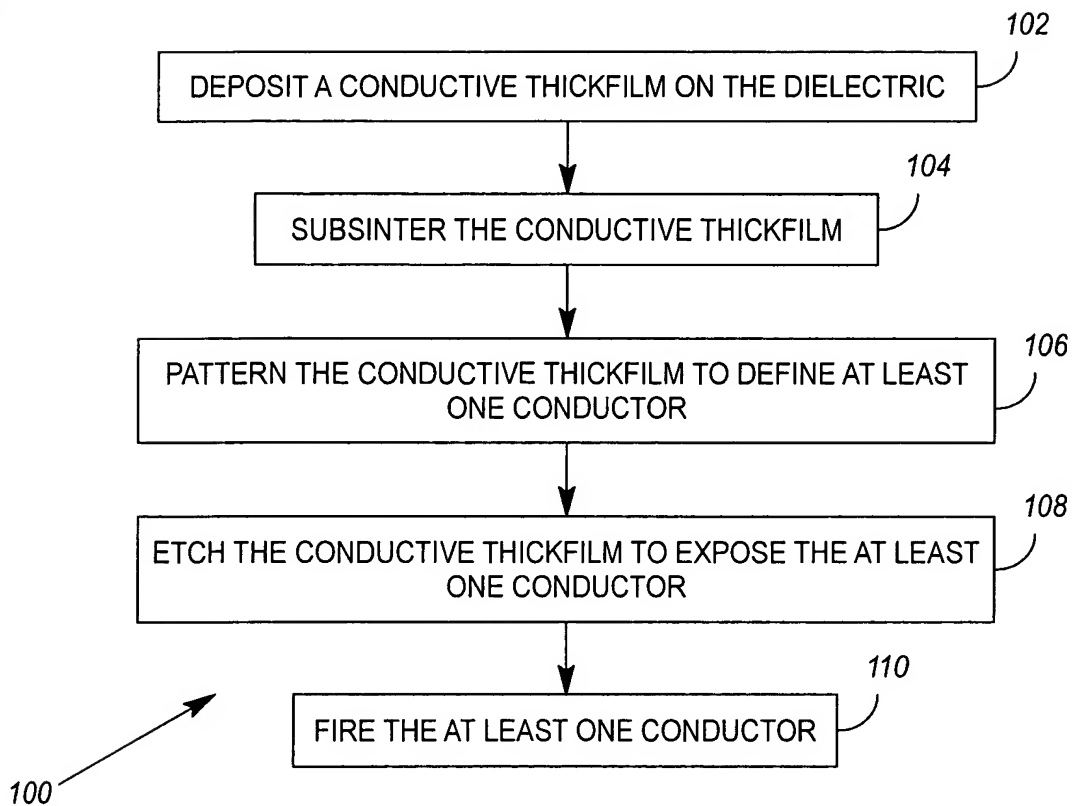 102
DEPOSIT A CONDUCTIVE THICKFILM ON THE DIELECTRIC
104
SUBSINTER THE CONDUCTIVE THICKFILM
106
PATTERN THE CONDUCTIVE THICKFILM TO DEFINE AT LEAST
ONE CONDUCTOR
108
ETCH THE CONDUCTIVE THICKFILM TO EXPOSE THE AT LEAST
ONE CONDUCTOR
110
FIRE THE AT LEAST ONE CONDUCTOR
100